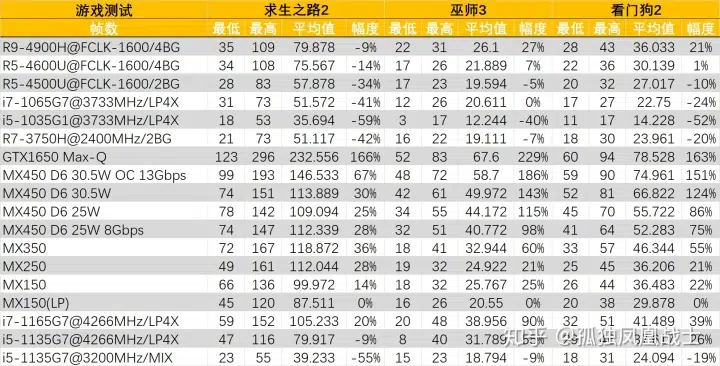 游戏测试 求生之路2 巫师3 看门狗2
帧数 最低 最高 平均值 幅度 最低 最高 平均值 幅度 最低 最高 平均值 幅度
R9-4900H@FCLK-1600/4BG 35 109 79.878 -9% 22 31 26.1 27% 28 43 36.033 21%
R5-4600U@FCLK-1600/4BG 34 108 75.567 -14% 17 26 21.889 7% 22 36 30.139 1%
R5-4500U@FCLK-1600/2BG 28 83 57.878 -34% 17 23 19.594 -5% 20 32 27.017 -10%
i7-1065G7@3733MHz/LP4X 31 73 51.572 -41% 12 26 20.611 0% 17 27 22.75 -24%
i5-1035G1@3733MHz/LP4X 18 53 35.694 -59% 3 17 12.244 -40% 11 17 14.228 -52%
R7-3750H@2400MHz/2BG 21 73 51.117 -42% 16 22 19.111 -7% 18 30 23.961 -20%
GTX1650 Max-Q 123 296 232.556 166% 52 83 67.6 229% 60 94 78.528 163%
MX450 D6 30.5W OC 13Gbps 99 193 146.533 67% 48 72 58.7 186% 59 90 74.961 151%
MX450 D6 30.5W 74 151 113.889 30% 42 61 49.972 143% 52 81 66.822 124%
MX450 D6 25W 78 142 109.094 25% 34 55 44.172 115% 45 70 55.722 86%
MX450 D6 25W 8Gbps 74 147 112.339 28% 32 51 40.772 98% 41 64 52.283 75%
MX350 72 167 118.872 36% 18 41 32.944 60% 33 57 46.344 55%
MX250 49 161 112.044 28% 19 32 24.922 21% 25 45 36.206 21%
MX150 66 136 99.972 14% 18 33 25.767 25% 26 44 36.483 22%
MX150(LP) 45 120 87.511 0% 16 26 20.55 0% 20 38 29.878 0%
i7-1165G7@4266MHz/LP4X 59 152 105.233 20% 20 48 38.956 90% 32 51 41.489 39%
i5-1135G7@4266MHz/LP4X 47 116 79.917 -9% 8 40 31.789 26%
i5-1135G7@3200MHz/MIX 23 55 39.233 -55% 15 23 18.794 -9% 18 31 24.094 -19%
知乎 @孤独凤凰战士